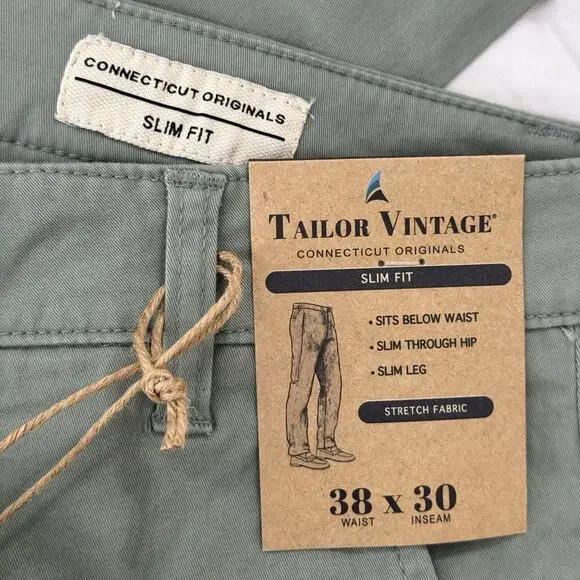 CONNECTICUT ORIGINALS
SLIM FIT
TAILOR VINTAGE®
CONNECTICUT ORIGINALS
SLIM FIT
• SITS BELOW WAIST
• SLIM THROUGH HIP
• SLIM LEG
STRETCH FABRIC
38 x 30
WAIST INSEAM